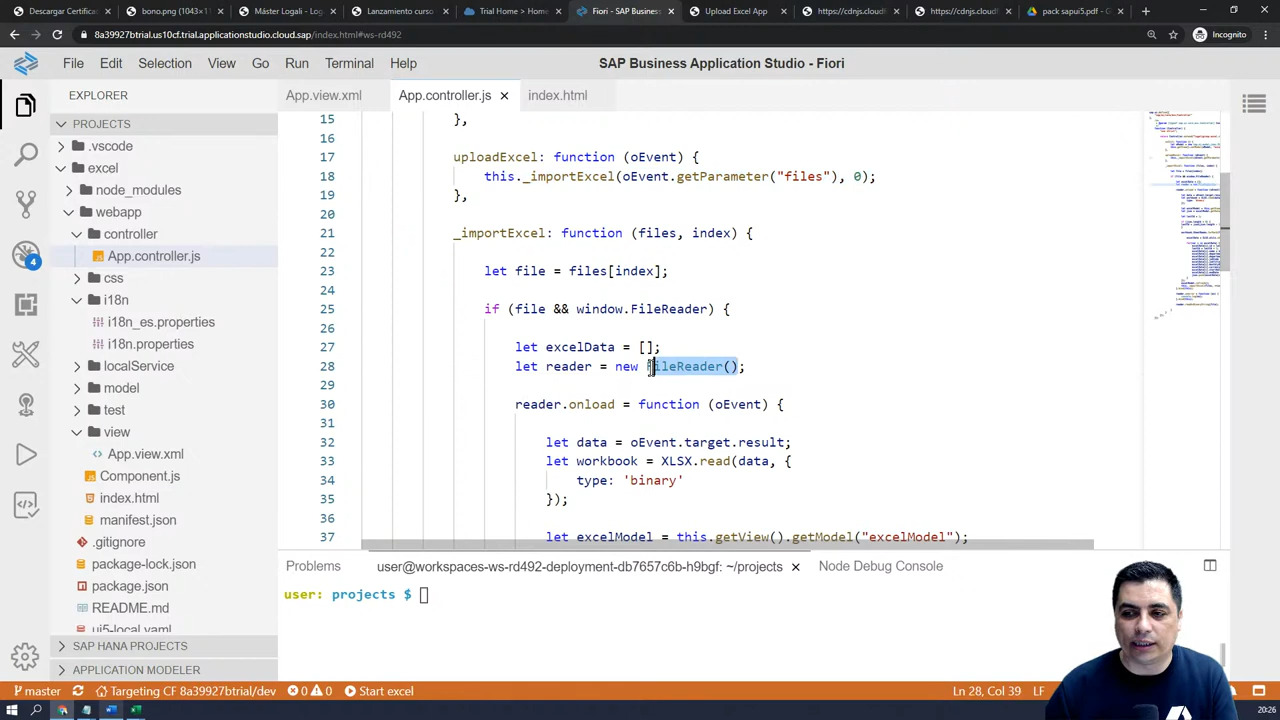 Descargar Certifica
bono.png (1304×11
Máster Logali - Log
Lanzamiento curso
Trial Home > Home
Fiori - SAP Busines
Upload Excel App
https://cdnjs.cloudf
https://cdnjs.cloudf
pack sapui5.pdf - G
8a39927btrial.us10cf.trial.applicationstudio.cloud.sap/index.html#ws-rd492
Incognito
File Edit Selection View Go Run Terminal Help
SAP Business Application Studio - Fiori
EXPLORER
App.view.xml
App.controller.js
index.html
PROJECTS
.vscode
excel
node_modules
webapp
controller
App.controller.js
css
i18n
i18n_es.properties
i18n.properties
localService
model
test
view
App.view.xml
Component.js
index.html
manifest.json
.gitignore
package-lock.json
package.json
README.md
ui5-local.yaml
SAP HANA PROJECTS
APPLICATION MODELER
4
15 },
16
17 uploadExcel: function (oEvent) {
18 this._importExcel(oEvent.getParameter("files"), 0);
19 },
20
21 _importExcel: function (files, index) {
22
23 let file = files[index];
24
25 if (file && window.FileReader) {
26
27 let excelData = [];
28 let reader = new FileReader();
29
30 reader.onload = function (oEvent) {
31
32 let data = oEvent.target.result;
33 let workbook = XLSX.read(data, {
34 type: 'binary'
35 });
36
37 let excelModel = this.getView().getModel("excelModel");
Problems
user@workspaces-ws-rd492-deployment-db7657c6b-h9bgf: ~/projects
Node Debug Console
user: projects $
master
Targeting CF 8a39927btrial/dev
0 0
Start excel
Ln 28, Col 39
LF
20:26